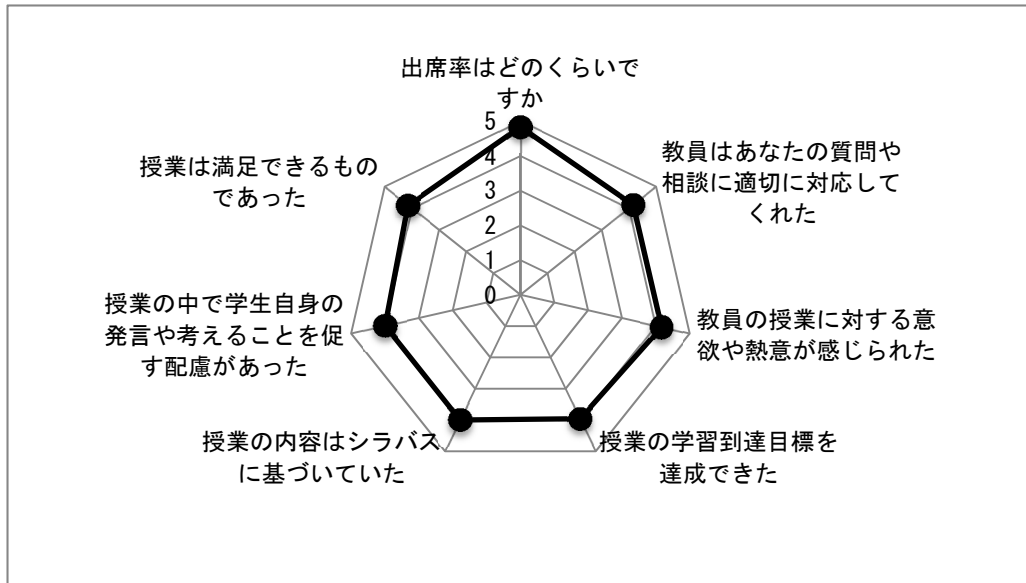 出席率はどのくらいで
すか
教員はあなたの質問や
相談に適切に対応して
くれた
教員の授業に対する意
欲や熱意が感じられた
授業の学習到達目標を
達成できた
授業の内容はシラバス
に基づいていた
授業の中で学生自身の
発言や考えることを促
す配慮があった
授業は満足できるもの
であった
5
4
3
2
1
0